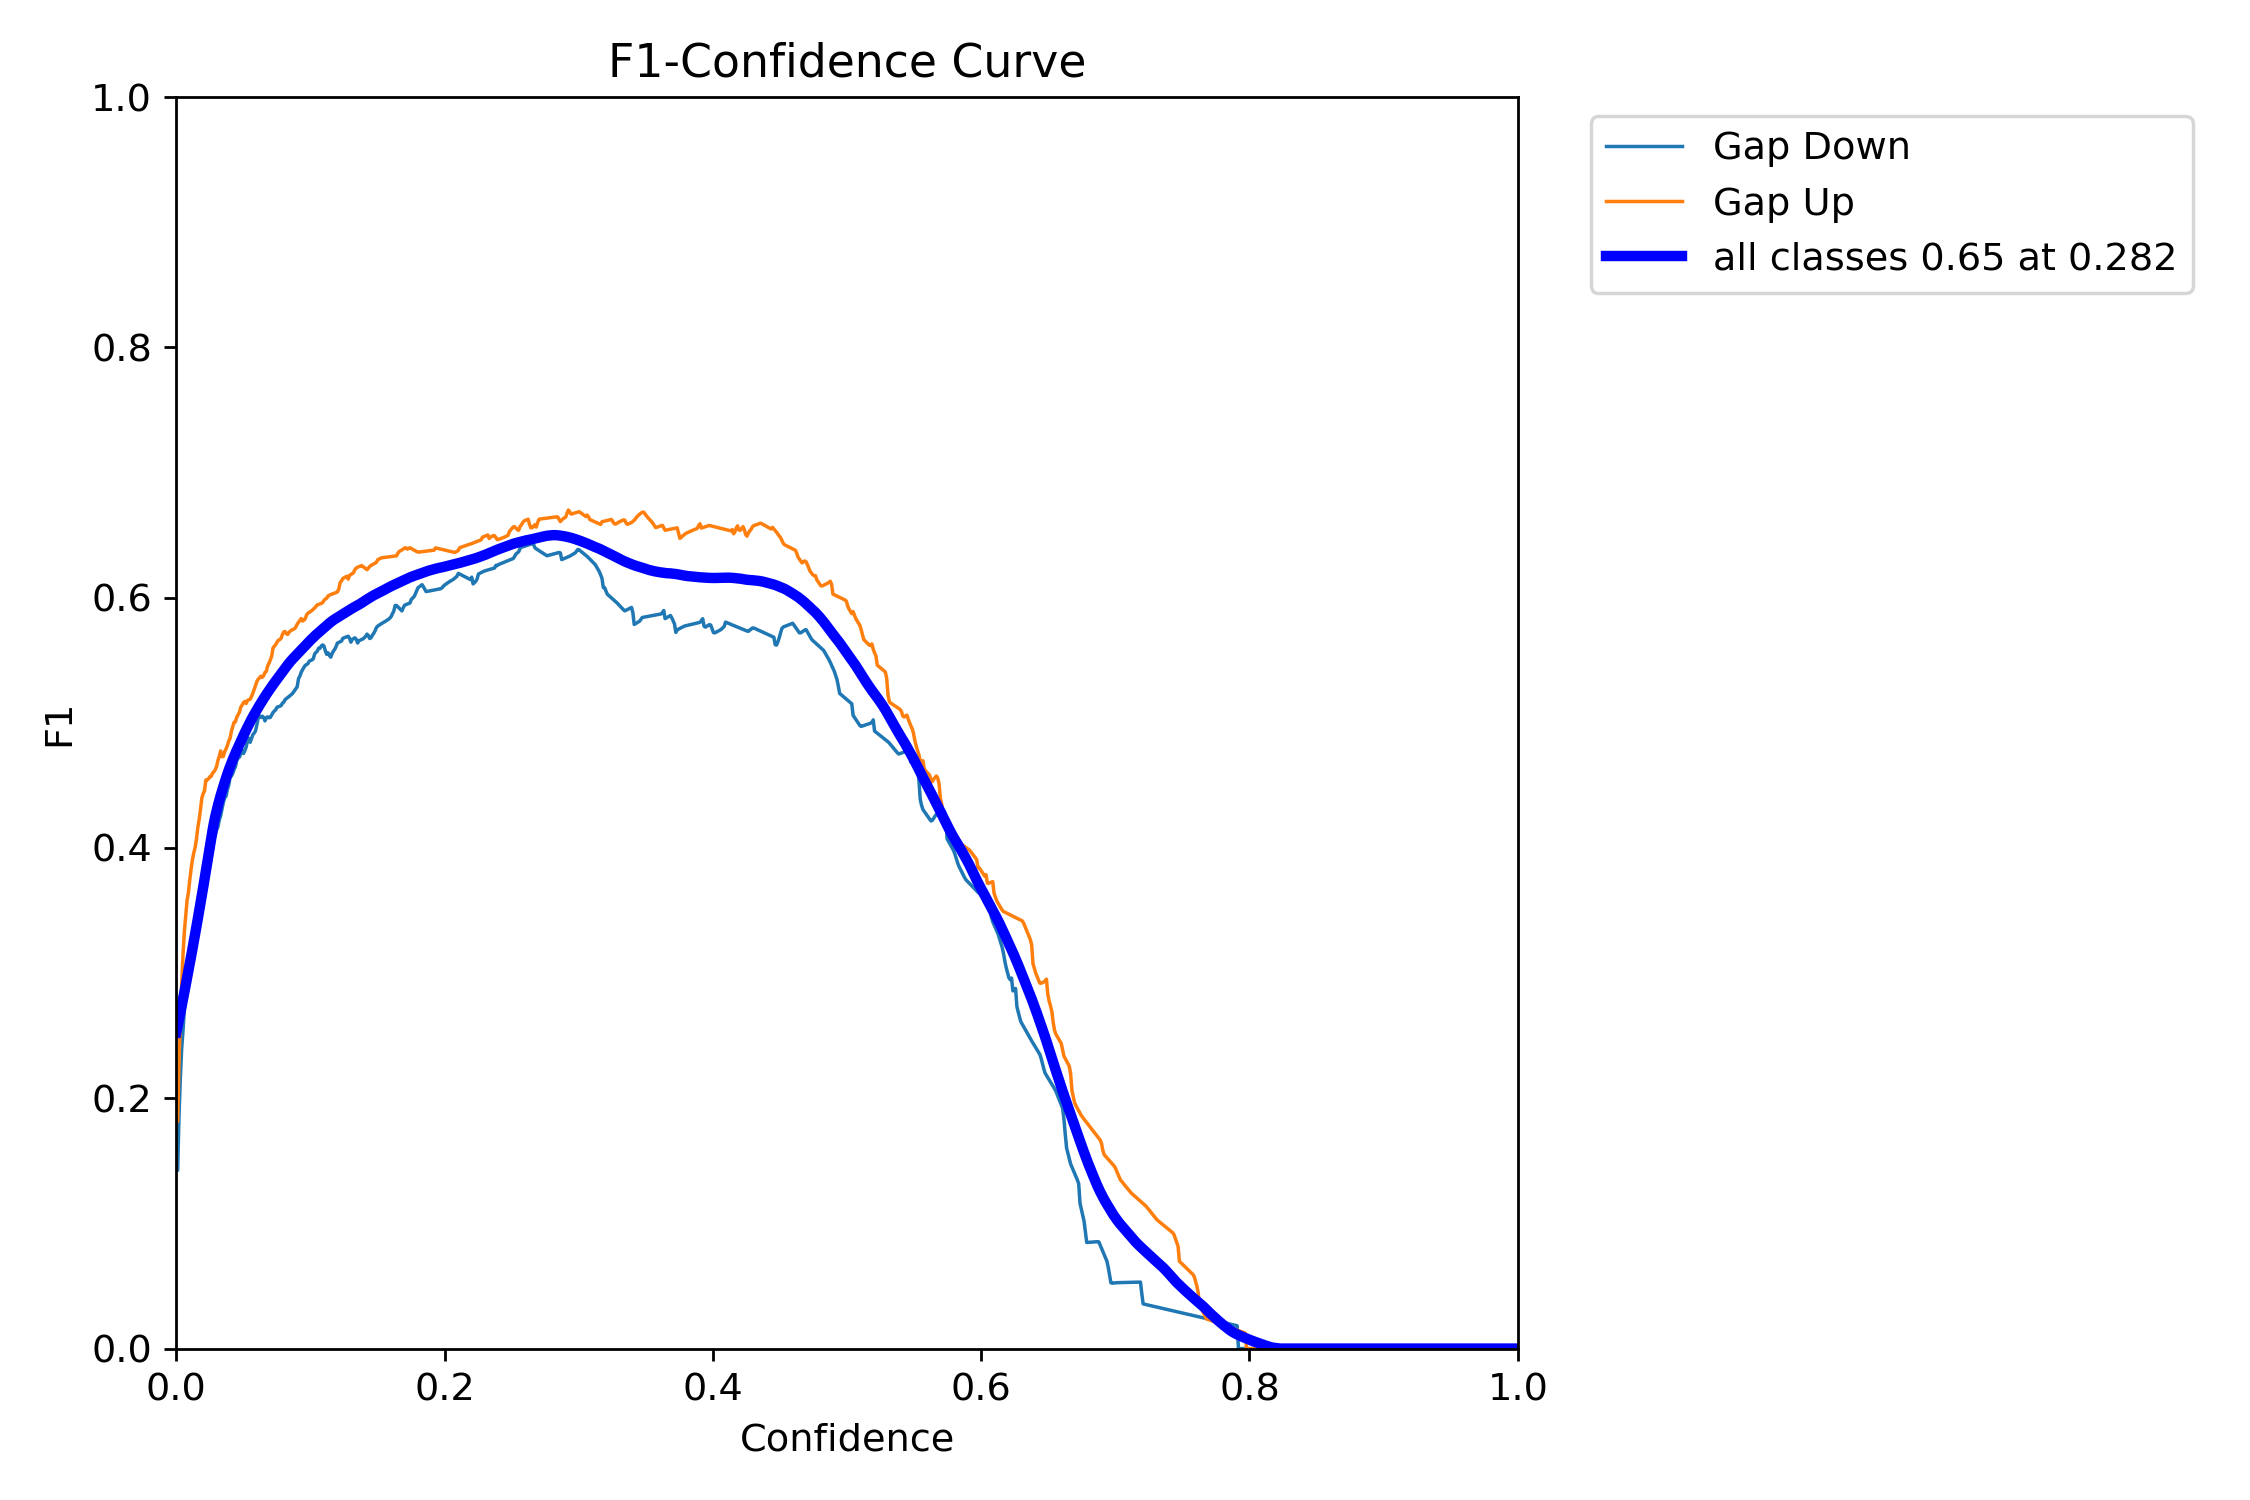 F1-Confidence Curve
1.0
0.8
0.6
0.4
0.2
0.0
F1
0.0 0.2 0.4 0.6 0.8 1.0
Confidence
Gap Down
Gap Up
all classes 0.65 at 0.282